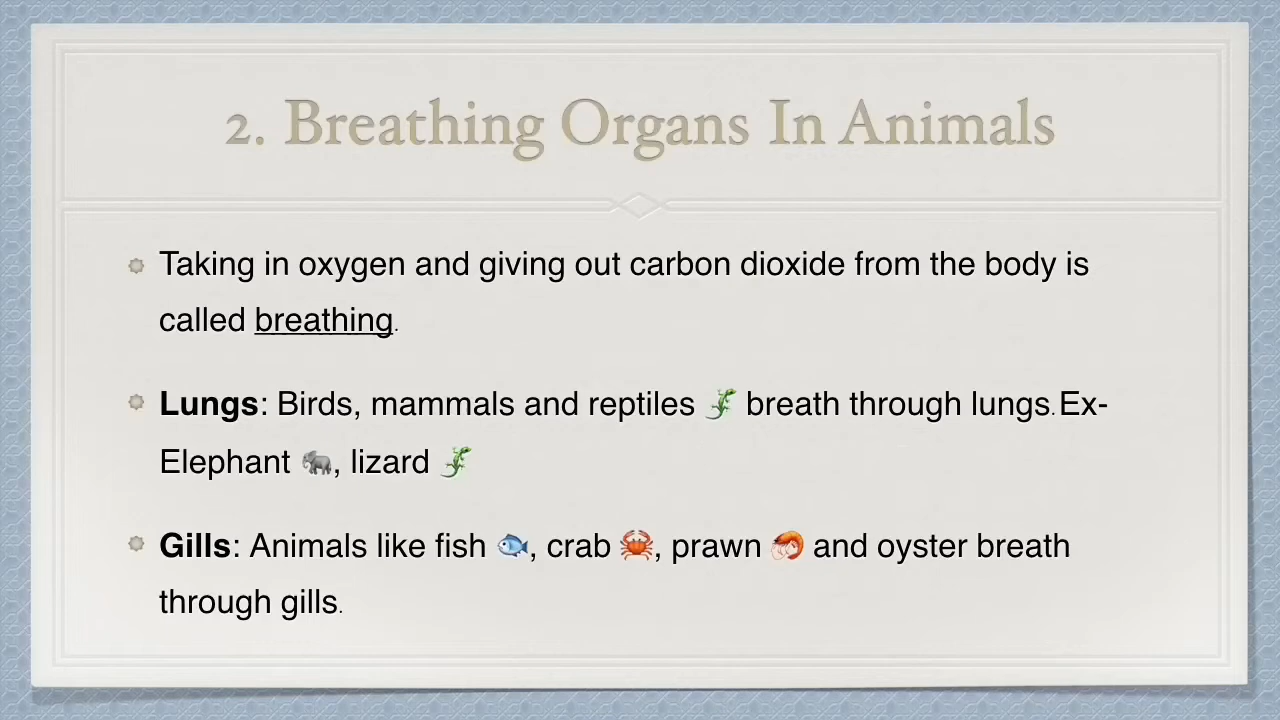 2. Breathing Organs In Animals
Taking in oxygen and giving out carbon dioxide from the body is
called breathing.
Lungs: Birds, mammals and reptiles 🦎 breath through lungs.Ex-
Elephant 🐘, lizard 🦎
Gills: Animals like fish 🐟, crab 🦀, prawn 🦐 and oyster breath
through gills.